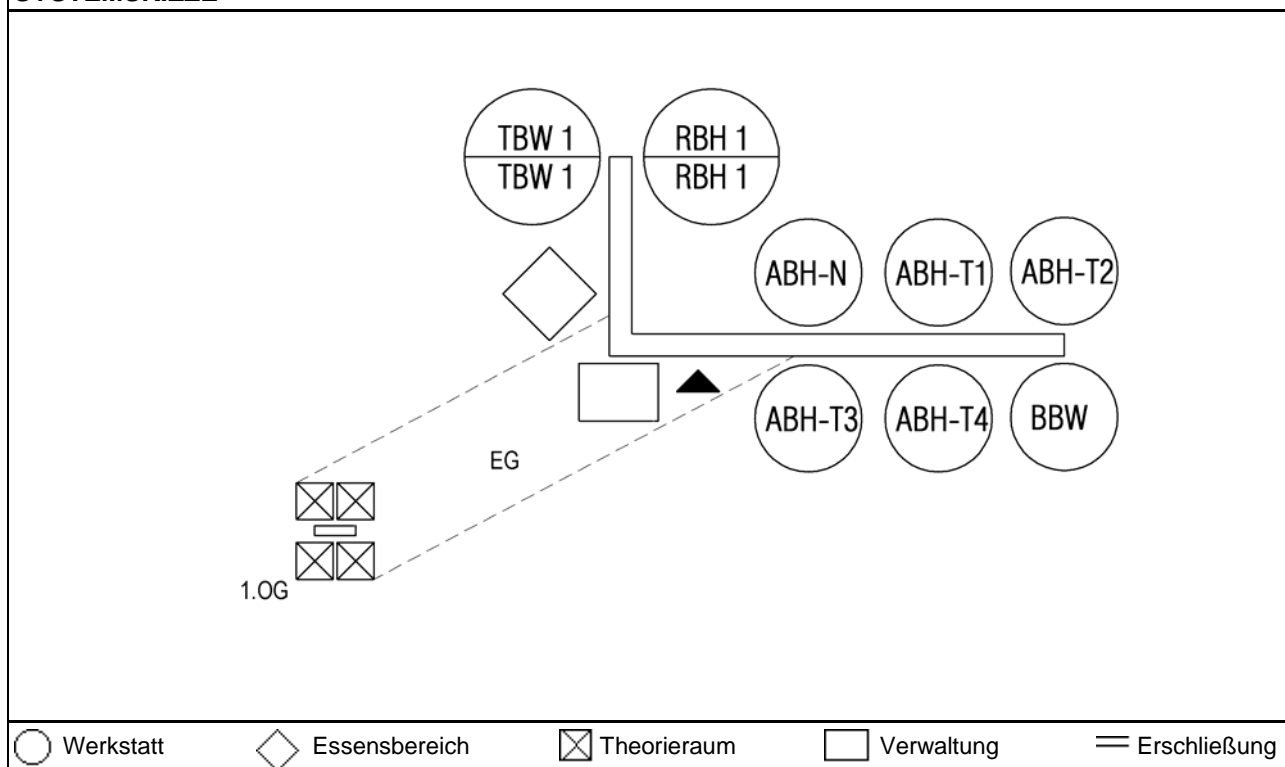 TBW 1
TBW 1
RBH 1
RBH 1
ABH-N
ABH-T1
ABH-T2
ABH-T3
ABH-T4
BBW
EG
1.OG
Werkstatt
Essensbereich
Theorieraum
Verwaltung
Erschließung